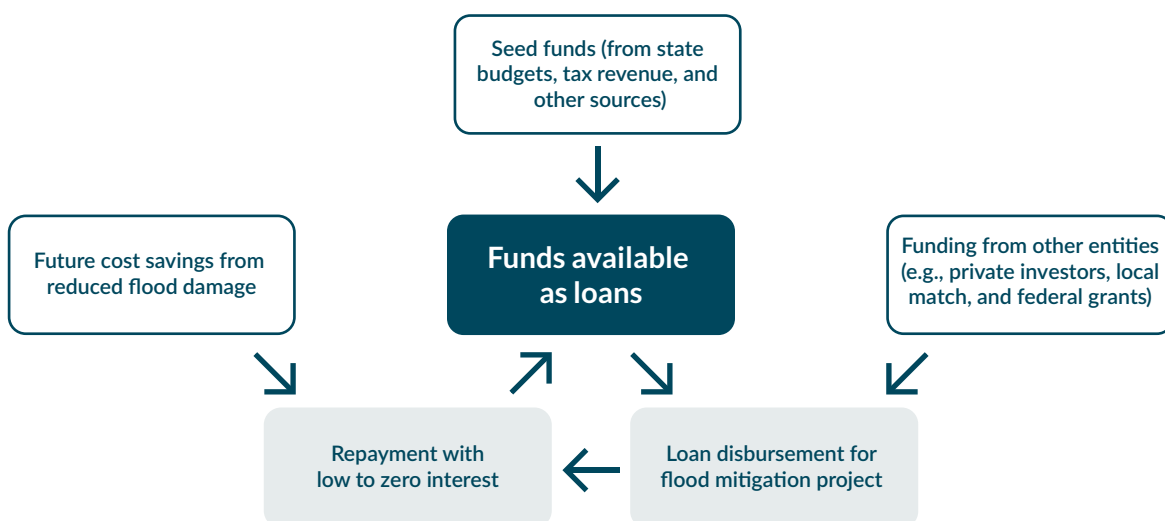 Seed funds (from state
budgets, tax revenue, and
other sources)
Future cost savings from
reduced flood damage
Funds available
as loans
Funding from other entities
(e.g., private investors, local
match, and federal grants)
Repayment with
low to zero interest
Loan disbursement for
flood mitigation project